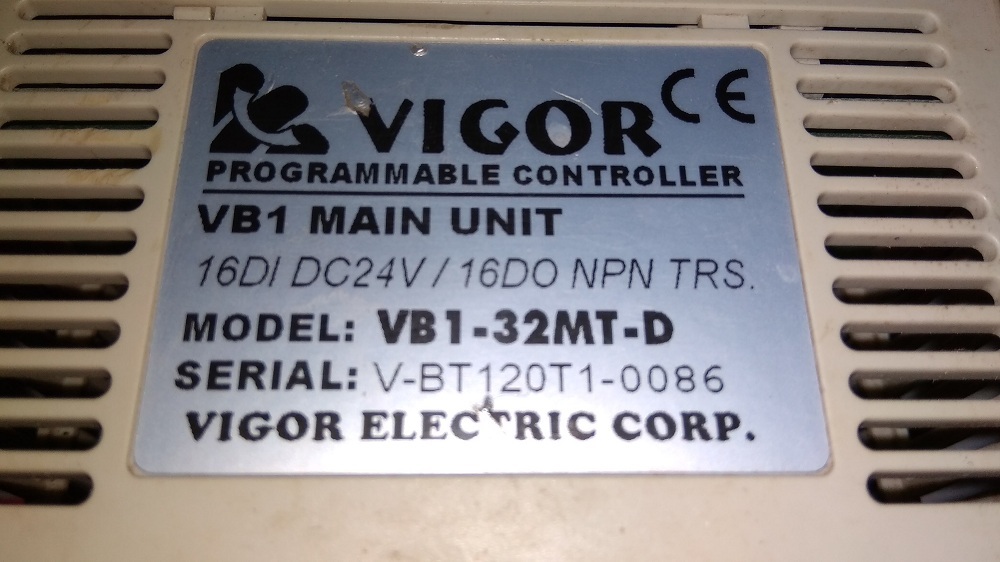 VIGOR CE
PROGRAMMABLE CONTROLLER
VB1 MAIN UNIT
16DI DC24V / 16DO NPN TRS.
MODEL: VB1-32MT-D
SERIAL: V-BT120T1-0086
VIGOR ELECTRIC CORP.